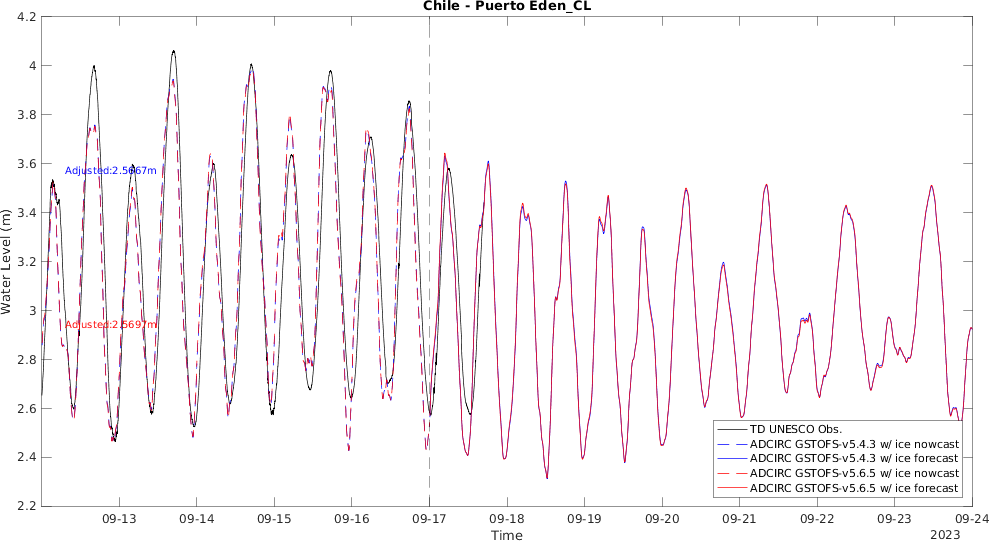 Chile - Puerto Eden_CL
4.2
4
3.8
3.6
3.4
3.2
3
2.8
2.6
2.4
2.2
Water Level (m)
Adjusted:2.5667m
Adjusted:2.5697m
TD UNESCO Obs.
ADCIRC GSTOFS-v5.4.3 w/ ice nowcast
ADCIRC GSTOFS-v5.4.3 w/ ice forecast
ADCIRC GSTOFS-v5.6.5 w/ ice nowcast
ADCIRC GSTOFS-v5.6.5 w/ ice forecast
09-13 09-14 09-15 09-16 09-17 09-18 09-19 09-20 09-21 09-22 09-23 09-24
Time
2023